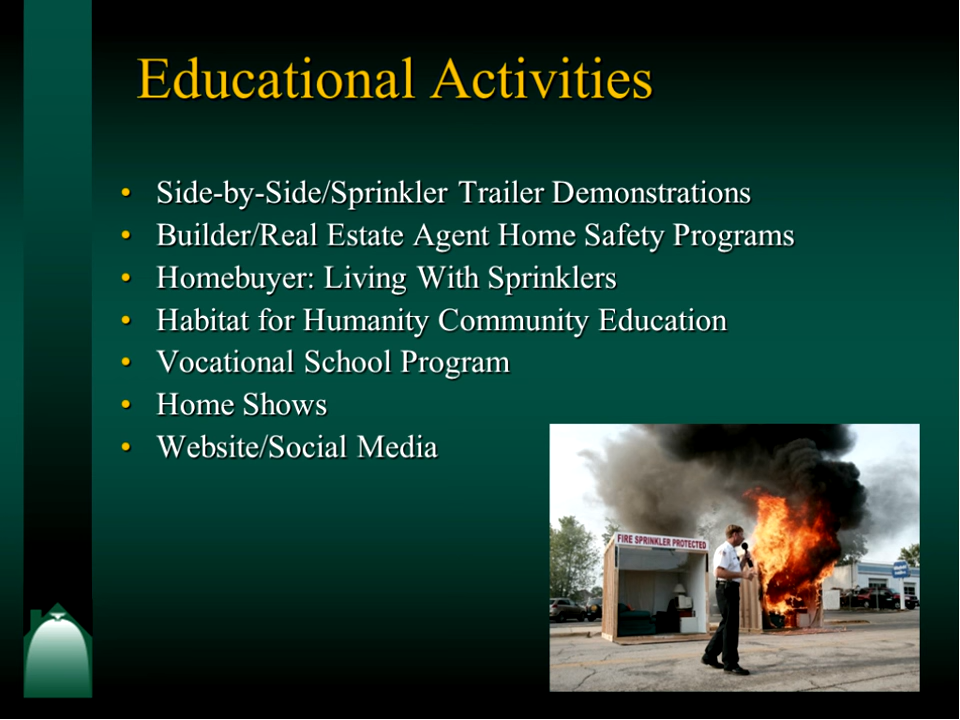 Educational Activities
• Side-by-Side/Sprinkler Trailer Demonstrations
• Builder/Real Estate Agent Home Safety Programs
• Homebuyer: Living With Sprinklers
• Habitat for Humanity Community Education
• Vocational School Program
• Home Shows
• Website/Social Media
FIRE SPRINKLER PROTECTED